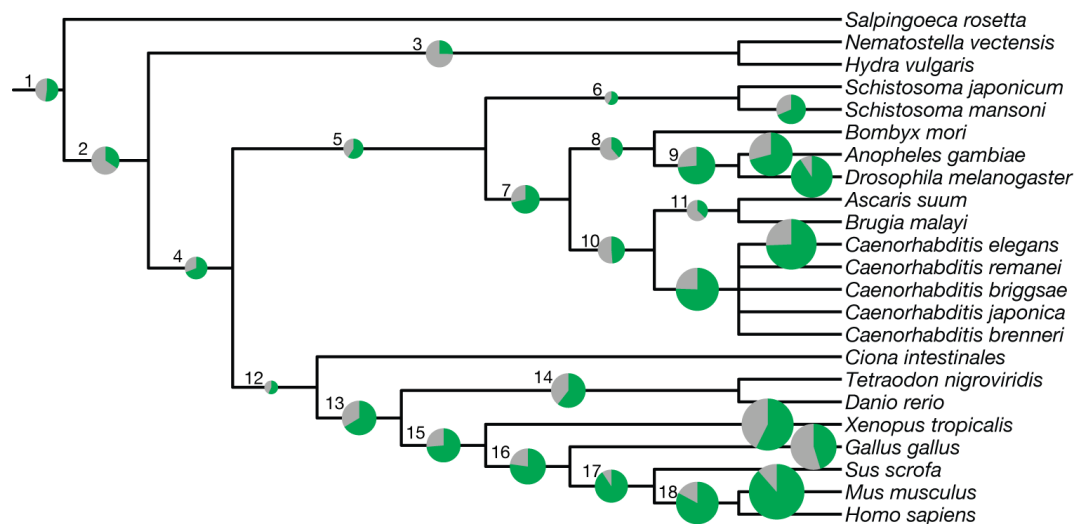 Salpingoeca rosetta
3 Nematostella vectensis
1 Hydra vulgaris
6 Schistosoma japonicum
Schistosoma mansoni
2 5 8 Bombyx mori
9 Anopheles gambiae
Drosophila melanogaster
7 11 Ascaris suum
Brugia malayi
4 10 Caenorhabditis elegans
Caenorhabditis remanei
Caenorhabditis briggsae
Caenorhabditis japonica
Caenorhabditis brenneri
Ciona intestinales
12 14 Tetraodon nigroviridis
13 Danio rerio
15 Xenopus tropicalis
16 Gallus gallus
17 Sus scrofa
18 Mus musculus
Homo sapiens